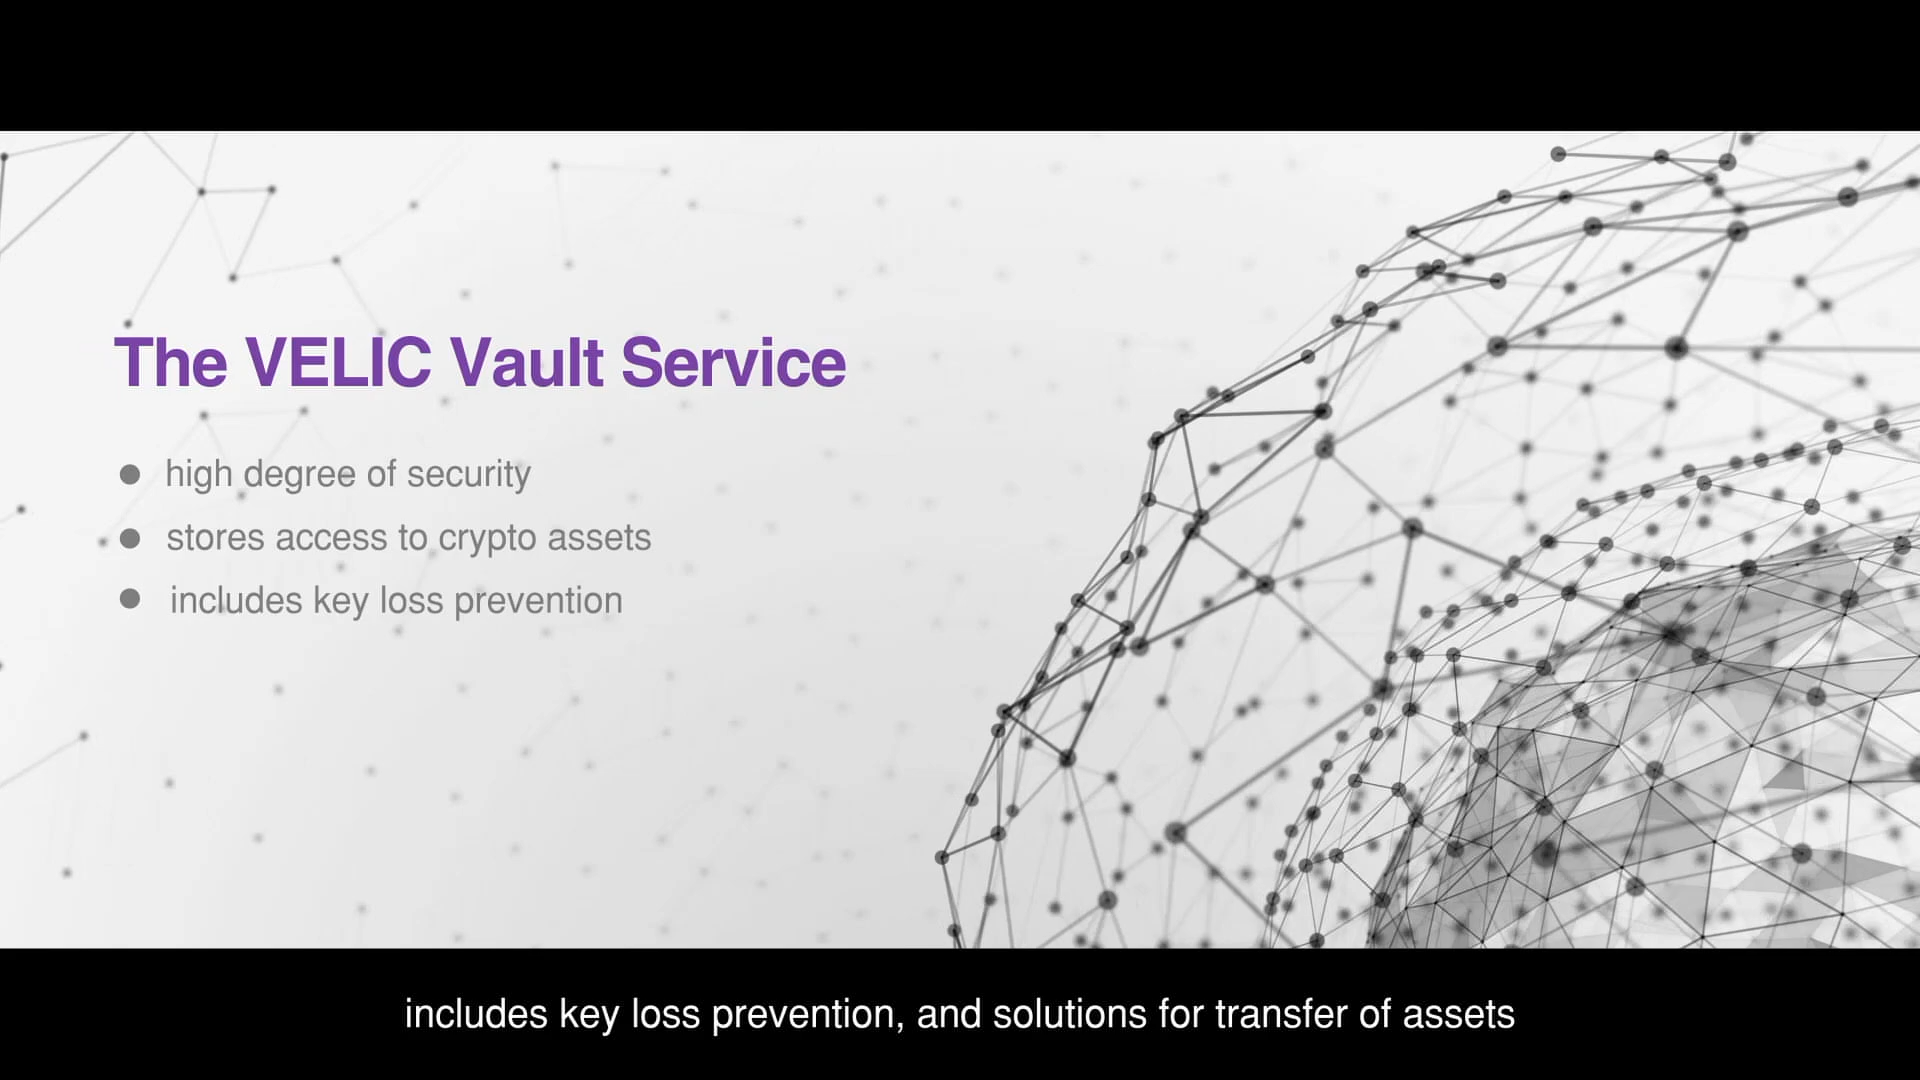 The VELIC Vault Service
high degree of security
stores access to crypto assets
includes key loss prevention
includes key loss prevention, and solutions for transfer of assets